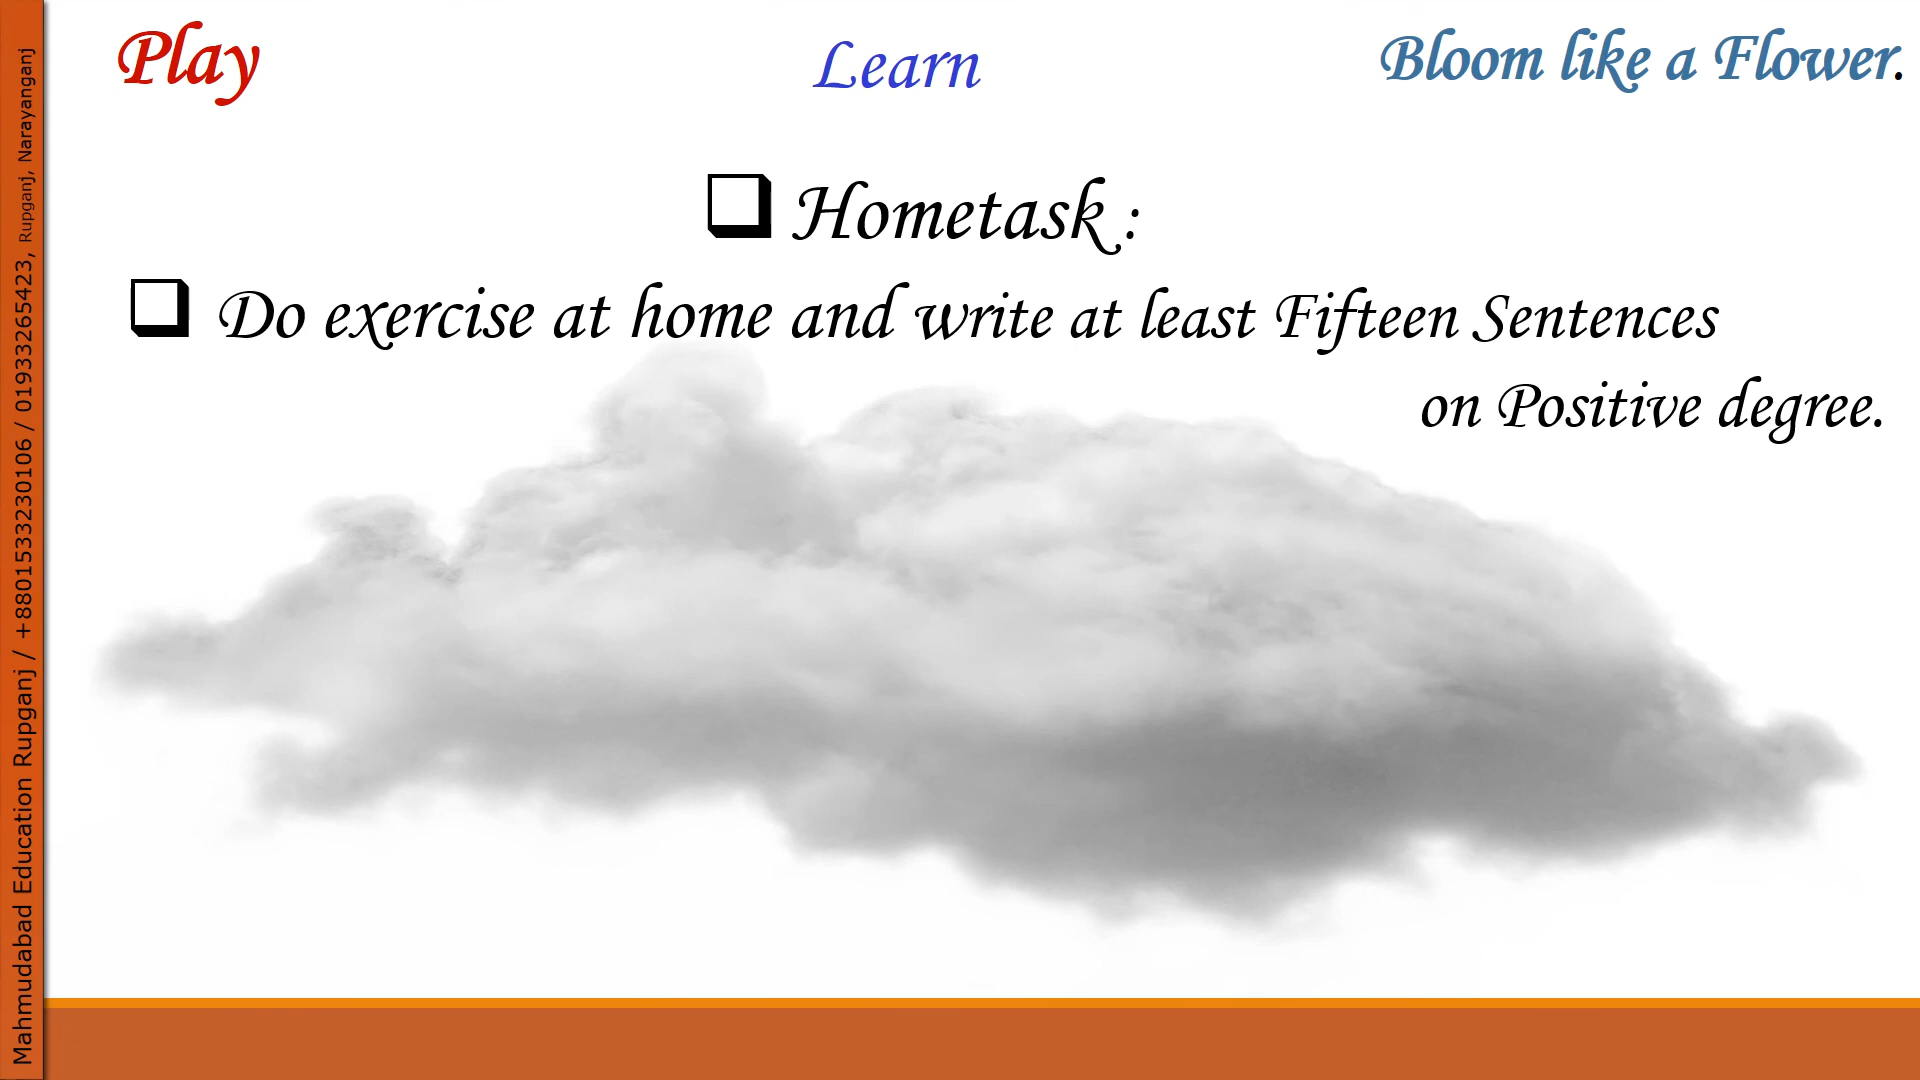 Play
Learn
Bloom like a Flower.
Hometask :
Do exercise at home and write at least Fifteen Sentences
on Positive degree.
Mahmudabad Education Rupganj / +8801533230106 / 01933265423, Rupganj, Narayanganj